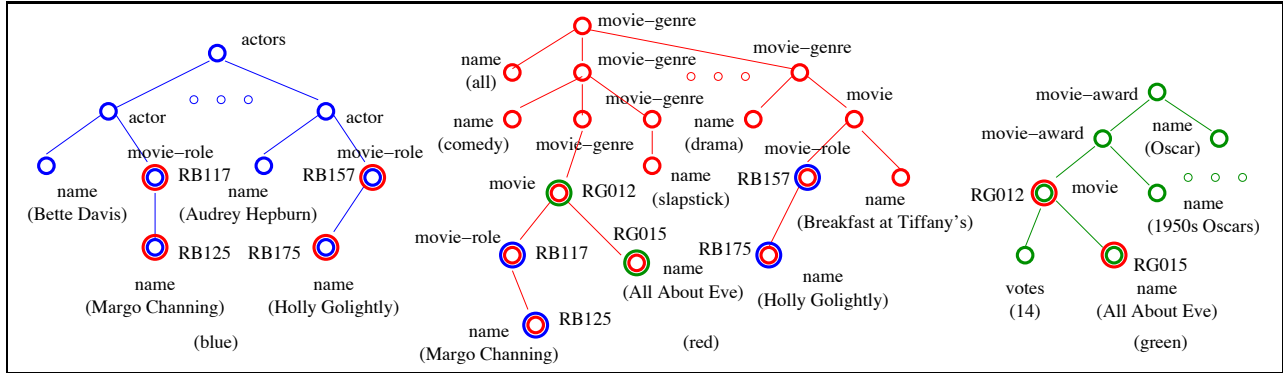 actors
actor
actor
movie−role
RB117
movie−role
RB157
name
(Bette Davis)
name
(Audrey Hepburn)
RB125
RB175
name
(Margo Channing)
name
(Holly Golightly)
(blue)
movie−genre
name
(all)
movie−genre
movie−genre
movie−genre
movie
name
(comedy)
movie−genre
name
(drama)
movie−role
movie
RG012
name
(slapstick)
RB157
name
(Breakfast at Tiffany's)
movie−role
RB117
RG015
name
(All About Eve)
RB175
name
(Holly Golightly)
name
(Margo Channing)
RB125
(red)
movie−award
movie−award
name
(Oscar)
RG012
movie
name
(1950s Oscars)
votes
(14)
RG015
name
(All About Eve)
(green)